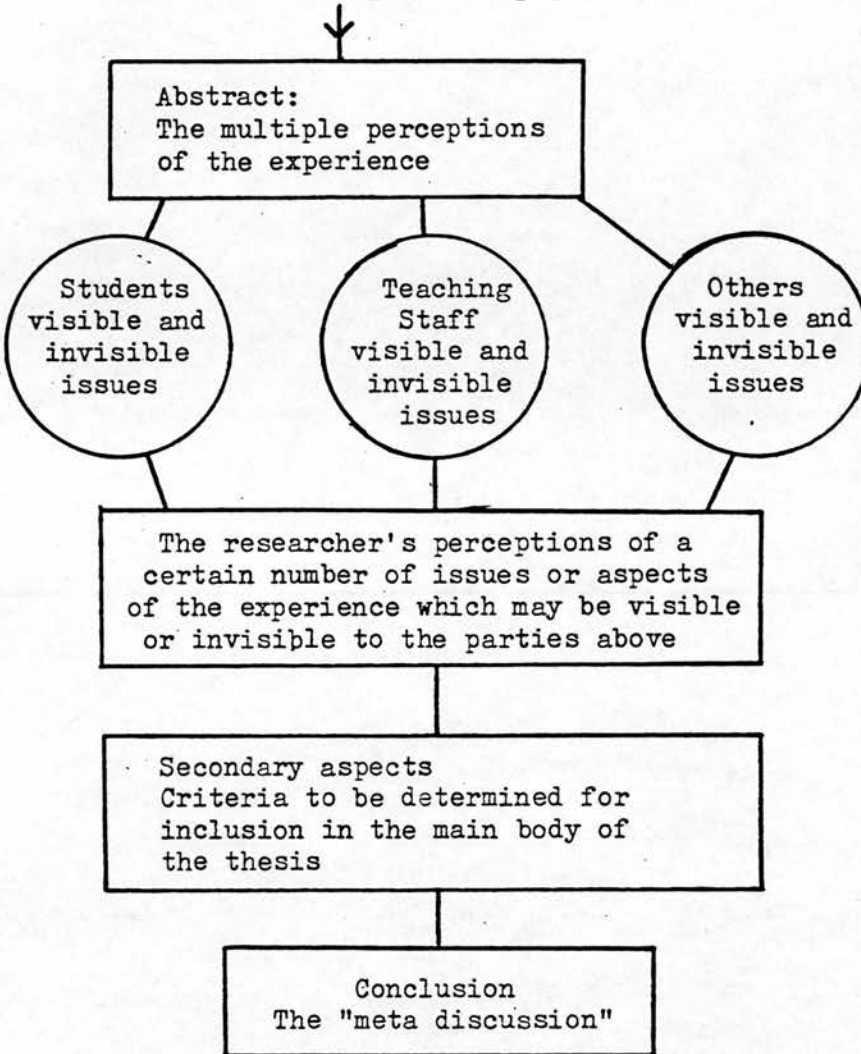 Abstract:
The multiple perceptions
of the experience
Students
visible and
invisible
issues
Teaching
Staff
visible and
invisible
issues
Others
visible and
invisible
issues
The researcher's perceptions of a
certain number of issues or aspects
of the experience which may be visible
or invisible to the parties above
Secondary aspects
Criteria to be determined for
inclusion in the main body of
the thesis
Conclusion
The "meta discussion"